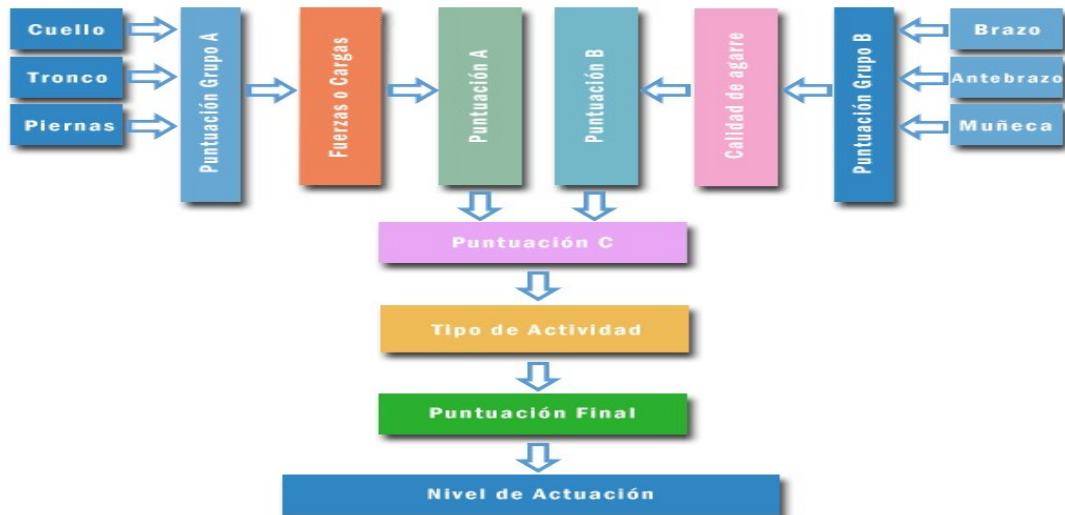 Cuello
Tronco
Piernas
Puntuación Grupo A
Fuerzas o Cargas
Puntuación A
Puntuación B
Calidad de agarre
Puntuación Grupo B
Brazo
Antebrazo
Muñeca
Puntuación C
Tipo de Actividad
Puntuación Final
Nivel de Actuación